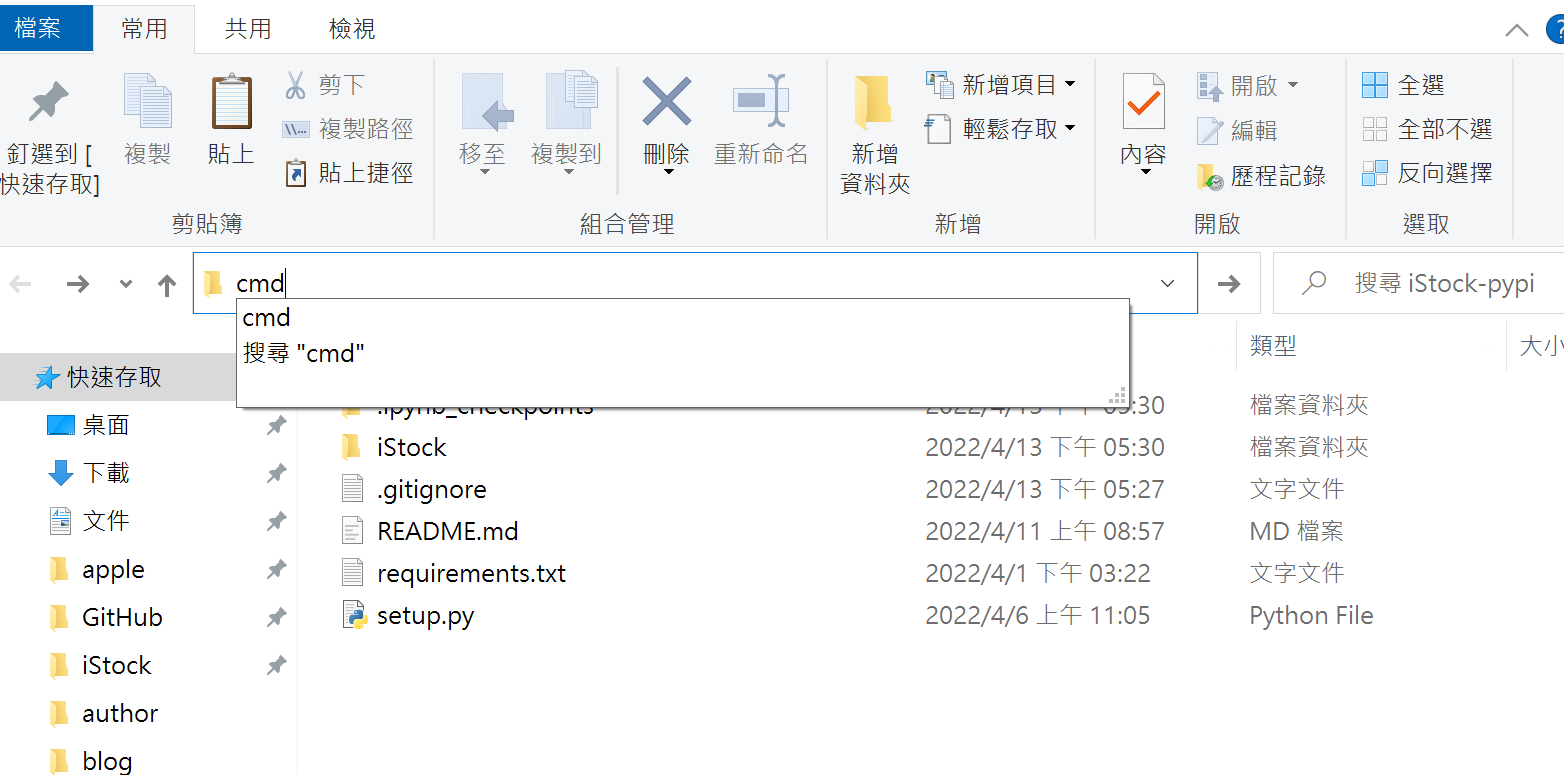 檔案 常用 共用 檢視
釘選到 [
快速存取]
複製
貼上
剪下
複製路徑
貼上捷徑
剪貼簿
移至
複製到
刪除
重新命名
組合管理
新增
資料夾
新增項目
輕鬆存取
新增
內容
開啟
編輯
歷程記錄
開啟
全選
全部不選
反向選擇
選取
cmd
搜尋 iStock-pypi
cmd
搜尋 "cmd"
類型 大小
快速存取
桌面
下載
文件
apple
GitHub
iStock
author
blog
.ipynb_checkpoints 2022/4/13 下午 05:30 檔案資料夾
iStock 2022/4/13 下午 05:30 檔案資料夾
.gitignore 2022/4/13 下午 05:27 文字文件
README.md 2022/4/11 上午 08:57 MD 檔案
requirements.txt 2022/4/1 下午 03:22 文字文件
setup.py 2022/4/6 上午 11:05 Python File